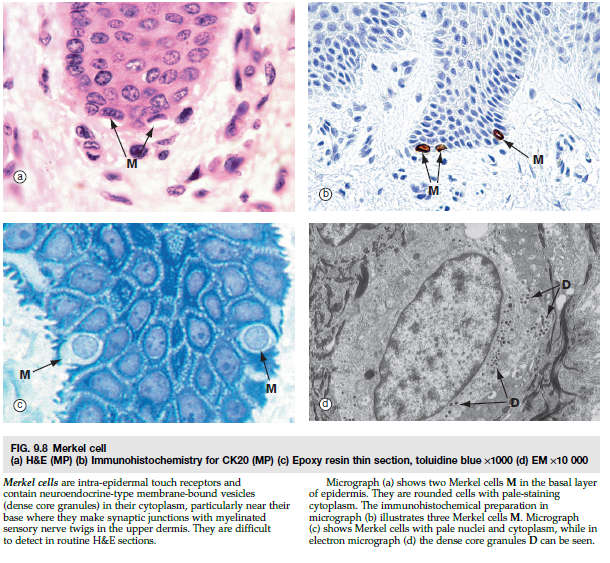 M
(a)
M
M
(b)
M
M
(c)
D
D
(d)
FIG. 9.8 Merkel cell
(a) H&E (MP) (b) Immunohistochemistry for CK20 (MP) (c) Epoxy resin thin section, toluidine blue ×1000 (d) EM ×10 000
Merkel cells are intra-epidermal touch receptors and
contain neuroendocrine-type membrane-bound vesicles
(dense core granules) in their cytoplasm, particularly near their
base where they make synaptic junctions with myelinated
sensory nerve twigs in the upper dermis. They are difficult
to detect in routine H&E sections.
Micrograph (a) shows two Merkel cells M in the basal layer
of epidermis. They are rounded cells with pale-staining
cytoplasm. The immunohistochemical preparation in
micrograph (b) illustrates three Merkel cells M. Micrograph
(c) shows Merkel cells with pale nuclei and cytoplasm, while in
electron micrograph (d) the dense core granules D can be seen.